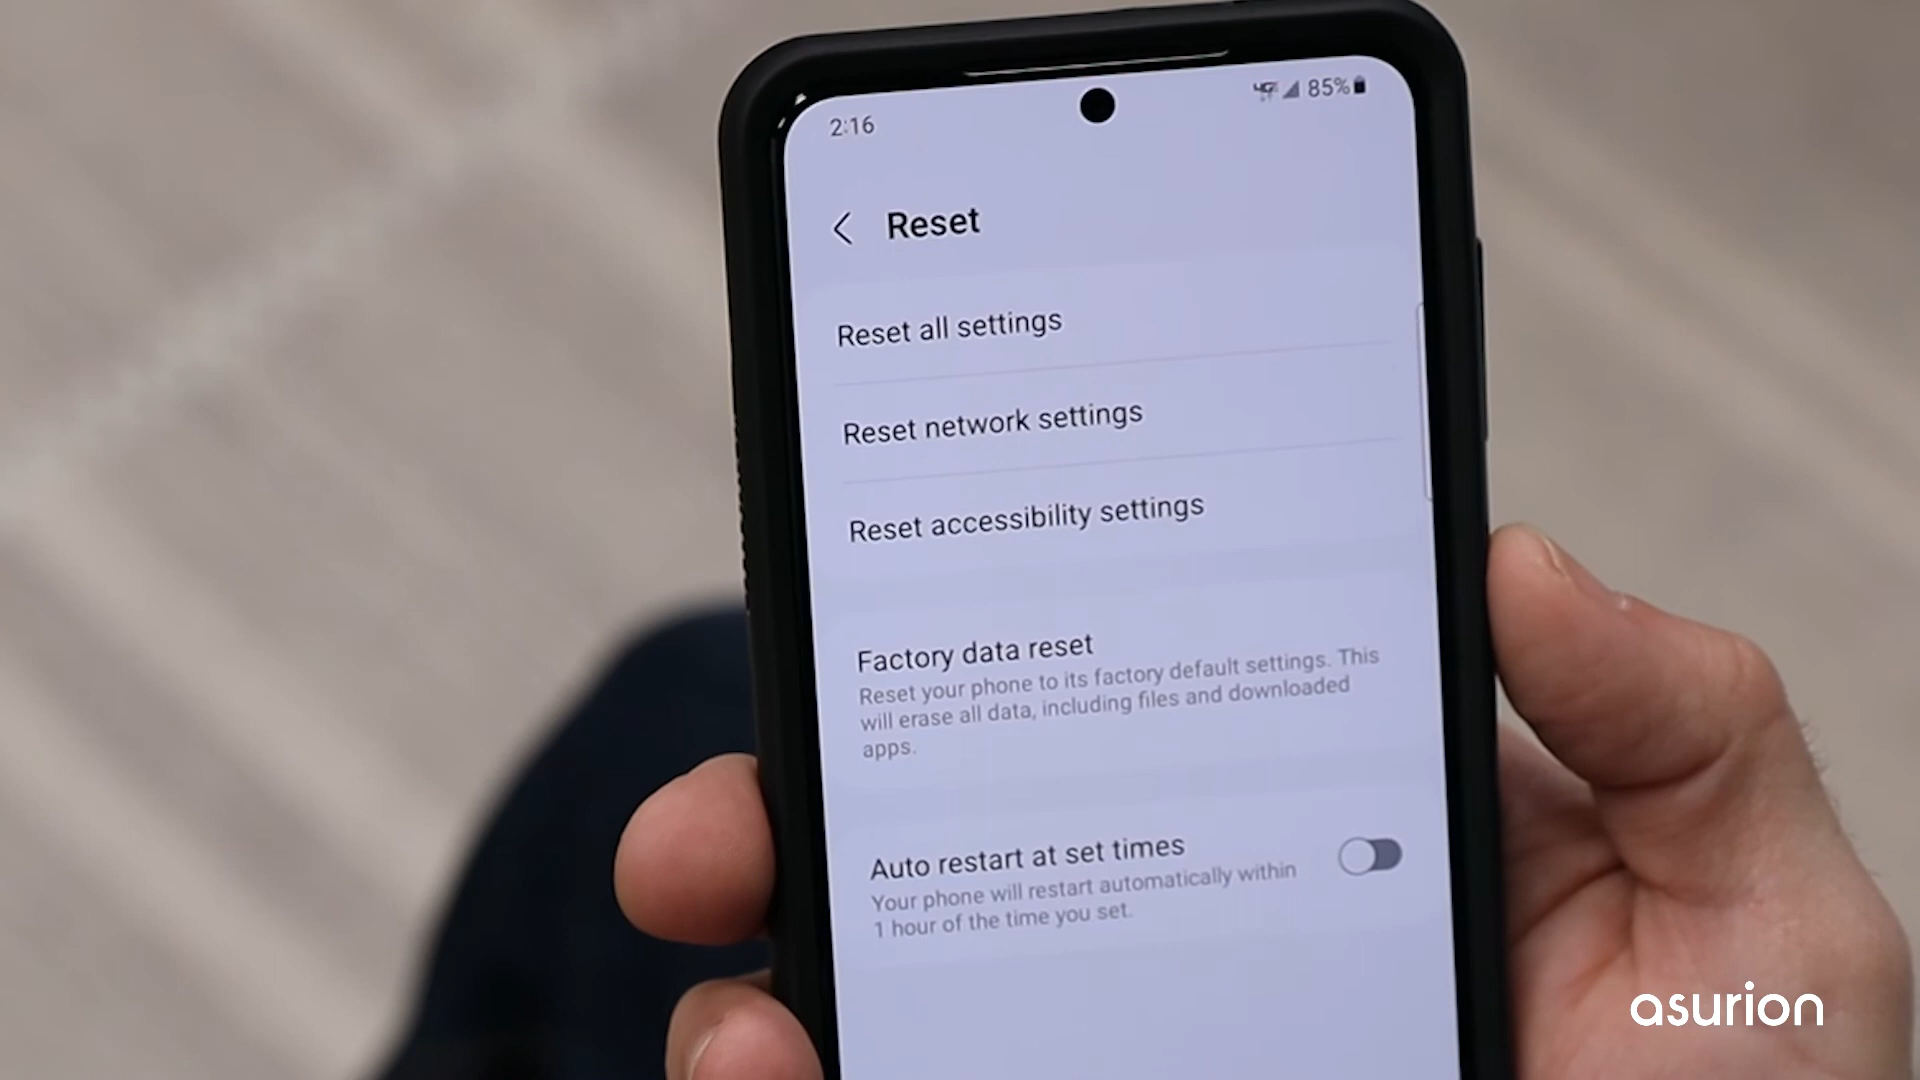 2:16
4G 85%
Reset
Reset all settings
Reset network settings
Reset accessibility settings
Factory data reset
Reset your phone to its factory default settings. This
will erase all data, including files and downloaded
apps.
Auto restart at set times
Your phone will restart automatically within
1 hour of the time you set.
asurion